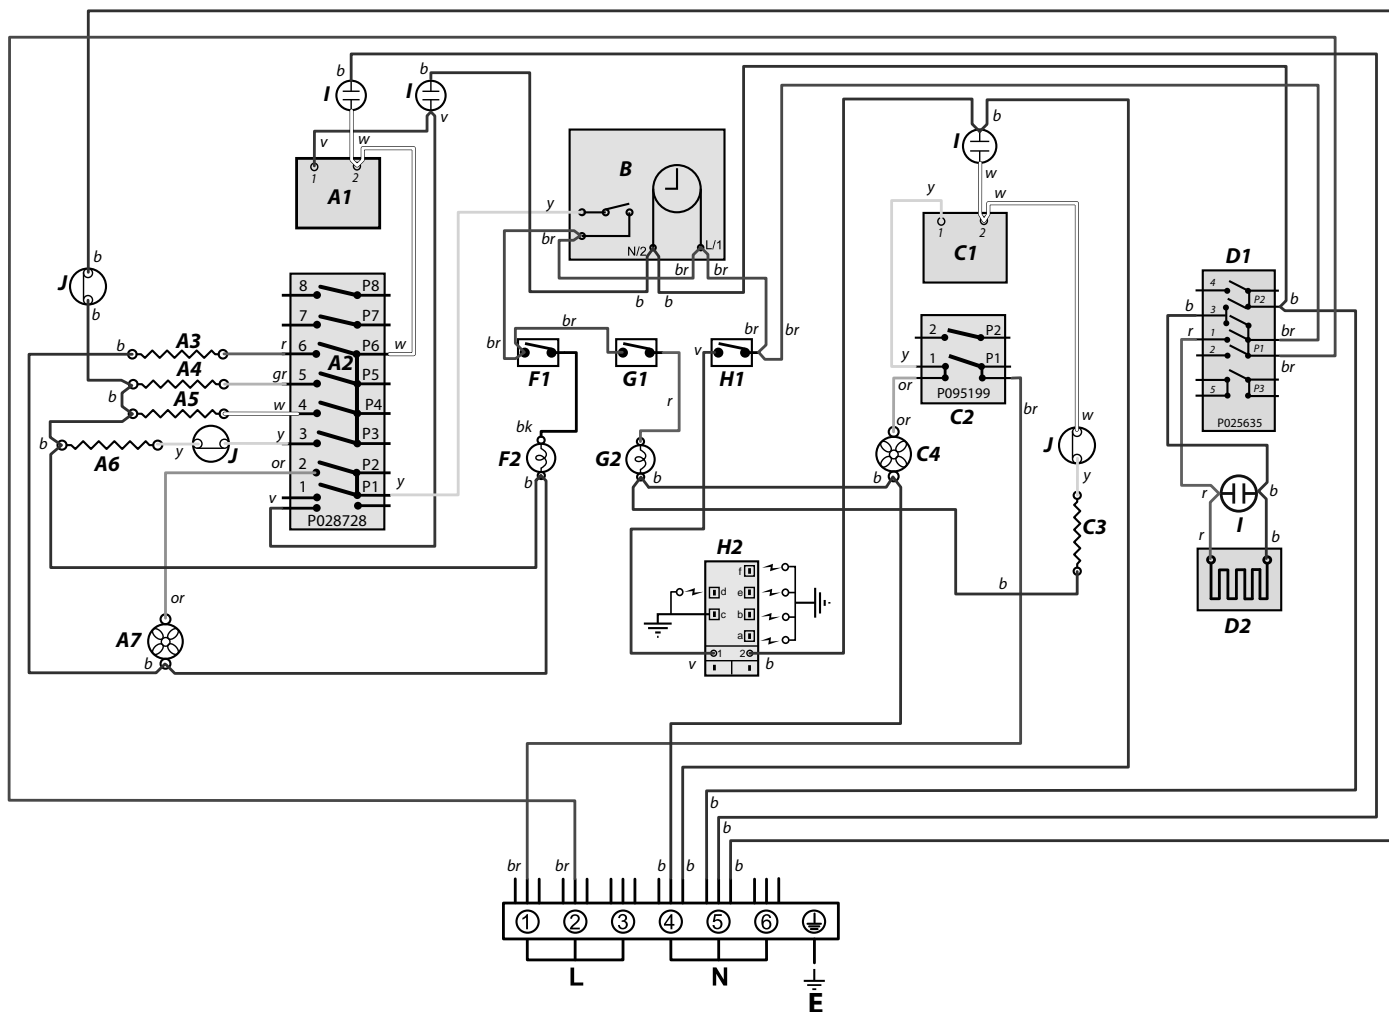 b b
I I
v
v w
1 2
A1
B
y
br
N/2 L/1
br br
b b
I
b
w
y w
1 2
C1
D1
4
P2
3
b b
r 1 br
2 P1
br
5 P3
P025635
b
J
b
8 P8
7 P7
b A3 r 6 P6 w
A2
A4 gr 5 P5
b A5 w 4 P4
b A6 y J y 3 P3
or 2 P2
v 1 P1 y
P028728
br br br br
v
F1 G1 H1
r
bk
F2 G2
b b
2 P2
y 1 P1
or
P095199
C2
br
or
C4
b
w
J
y
C3
b
r b
I
r b
D2
H2
f
d e
c b
a
1 2
v b
or
A7
b
b
b
br br b b
1 2 3 4 5 6
L N
E